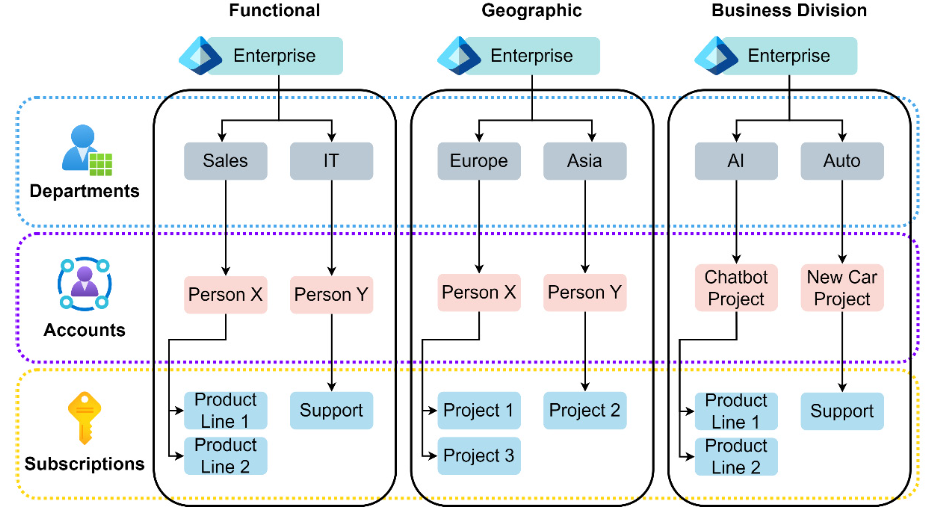 Functional
Geographic
Business Division
Enterprise
Enterprise
Enterprise
Departments
Sales
IT
Europe
Asia
AI
Auto
Accounts
Person X
Person Y
Person X
Person Y
Chatbot
Project
New Car
Project
Subscriptions
Product
Line 1
Support
Project 1
Project 2
Product
Line 1
Support
Product
Line 2
Project 3
Product
Line 2